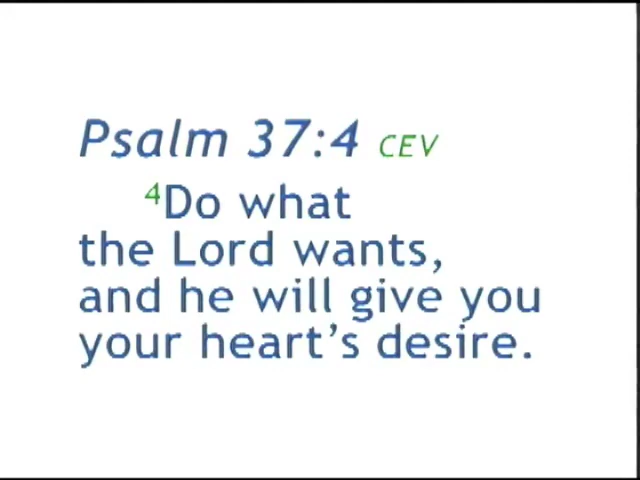 Psalm 37:4 CEV
4Do what
the Lord wants,
and he will give you
your heart’s desire.